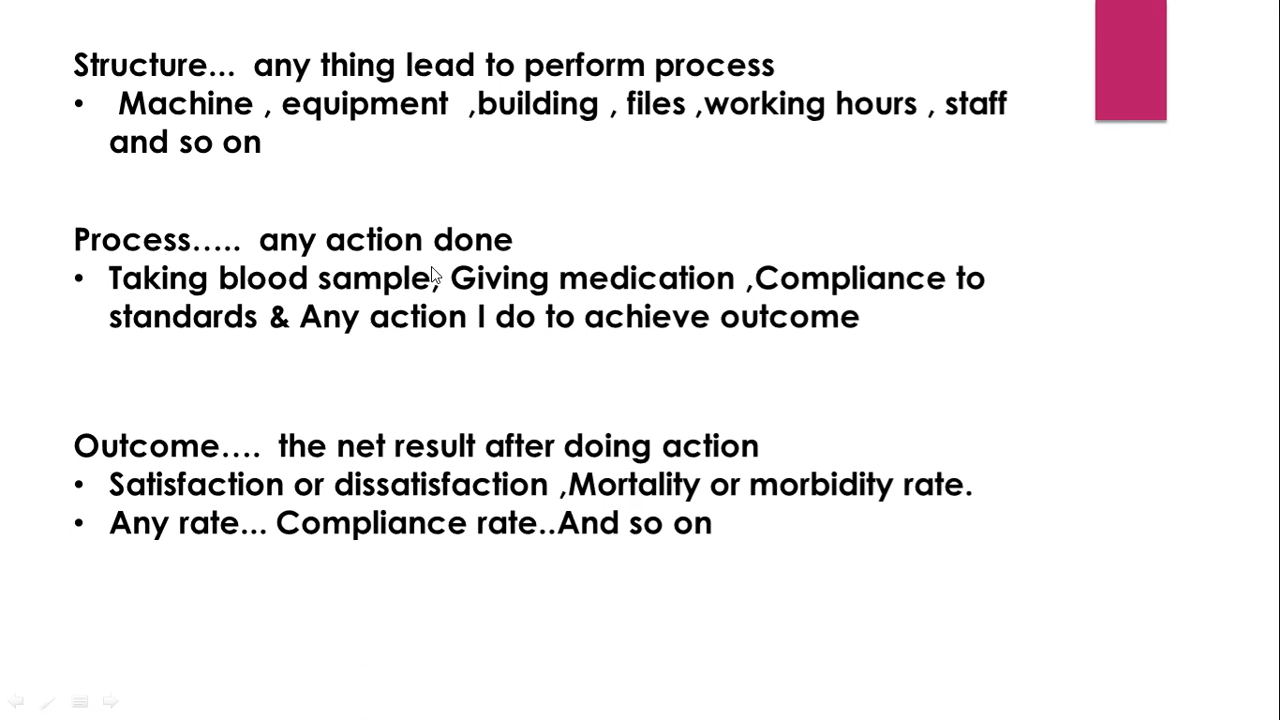 Structure... any thing lead to perform process
• Machine , equipment ,building , files ,working hours , staff
and so on
Process..... any action done
• Taking blood sample, Giving medication ,Compliance to
standards & Any action I do to achieve outcome
Outcome.... the net result after doing action
• Satisfaction or dissatisfaction ,Mortality or morbidity rate.
• Any rate... Compliance rate..And so on